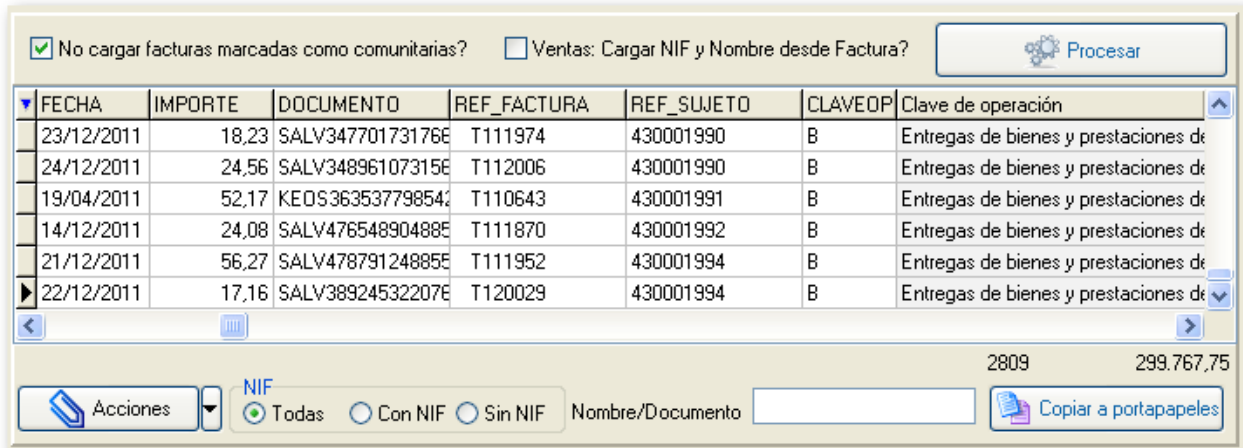 No cargar facturas marcadas como comunitarias? Ventas: Cargar NIF y Nombre desde Factura? Procesar
FECHA IMPORTE DOCUMENTO REF_FACTURA REF_SUJETO CLAVEOP Clave de operación
23/12/2011 18,23 SALV347701731766 T111974 430001990 B Entregas de bienes y prestaciones de
24/12/2011 24,56 SALV348961073156 T112006 430001990 B Entregas de bienes y prestaciones de
19/04/2011 52,17 KEOS363537798542 T110643 430001991 B Entregas de bienes y prestaciones de
14/12/2011 24,08 SALV476548904885 T111870 430001992 B Entregas de bienes y prestaciones de
21/12/2011 56,27 SALV478791248855 T111952 430001994 B Entregas de bienes y prestaciones de
22/12/2011 17,16 SALV389245322076 T120029 430001994 B Entregas de bienes y prestaciones de
2809 299.767,75
NIF
Acciones Todas Con NIF Sin NIF Nombre/Documento Copiar a portapapeles